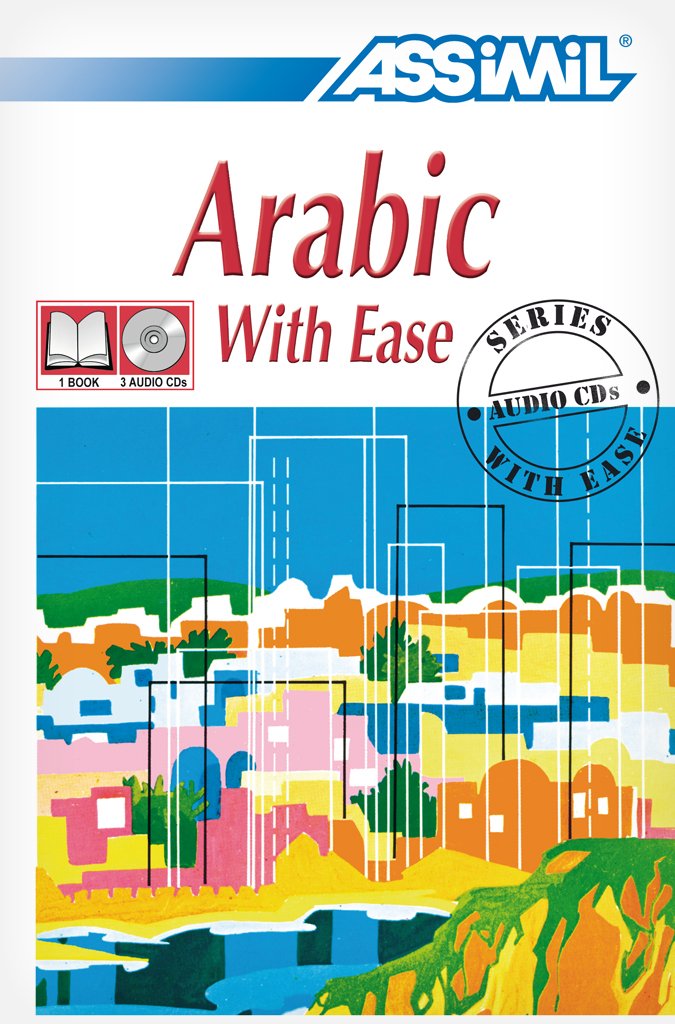 ASSiMiL®
Arabic
With Ease
1 BOOK 3 AUDIO CDs
SERIES
AUDIO CDs
WITH EASE